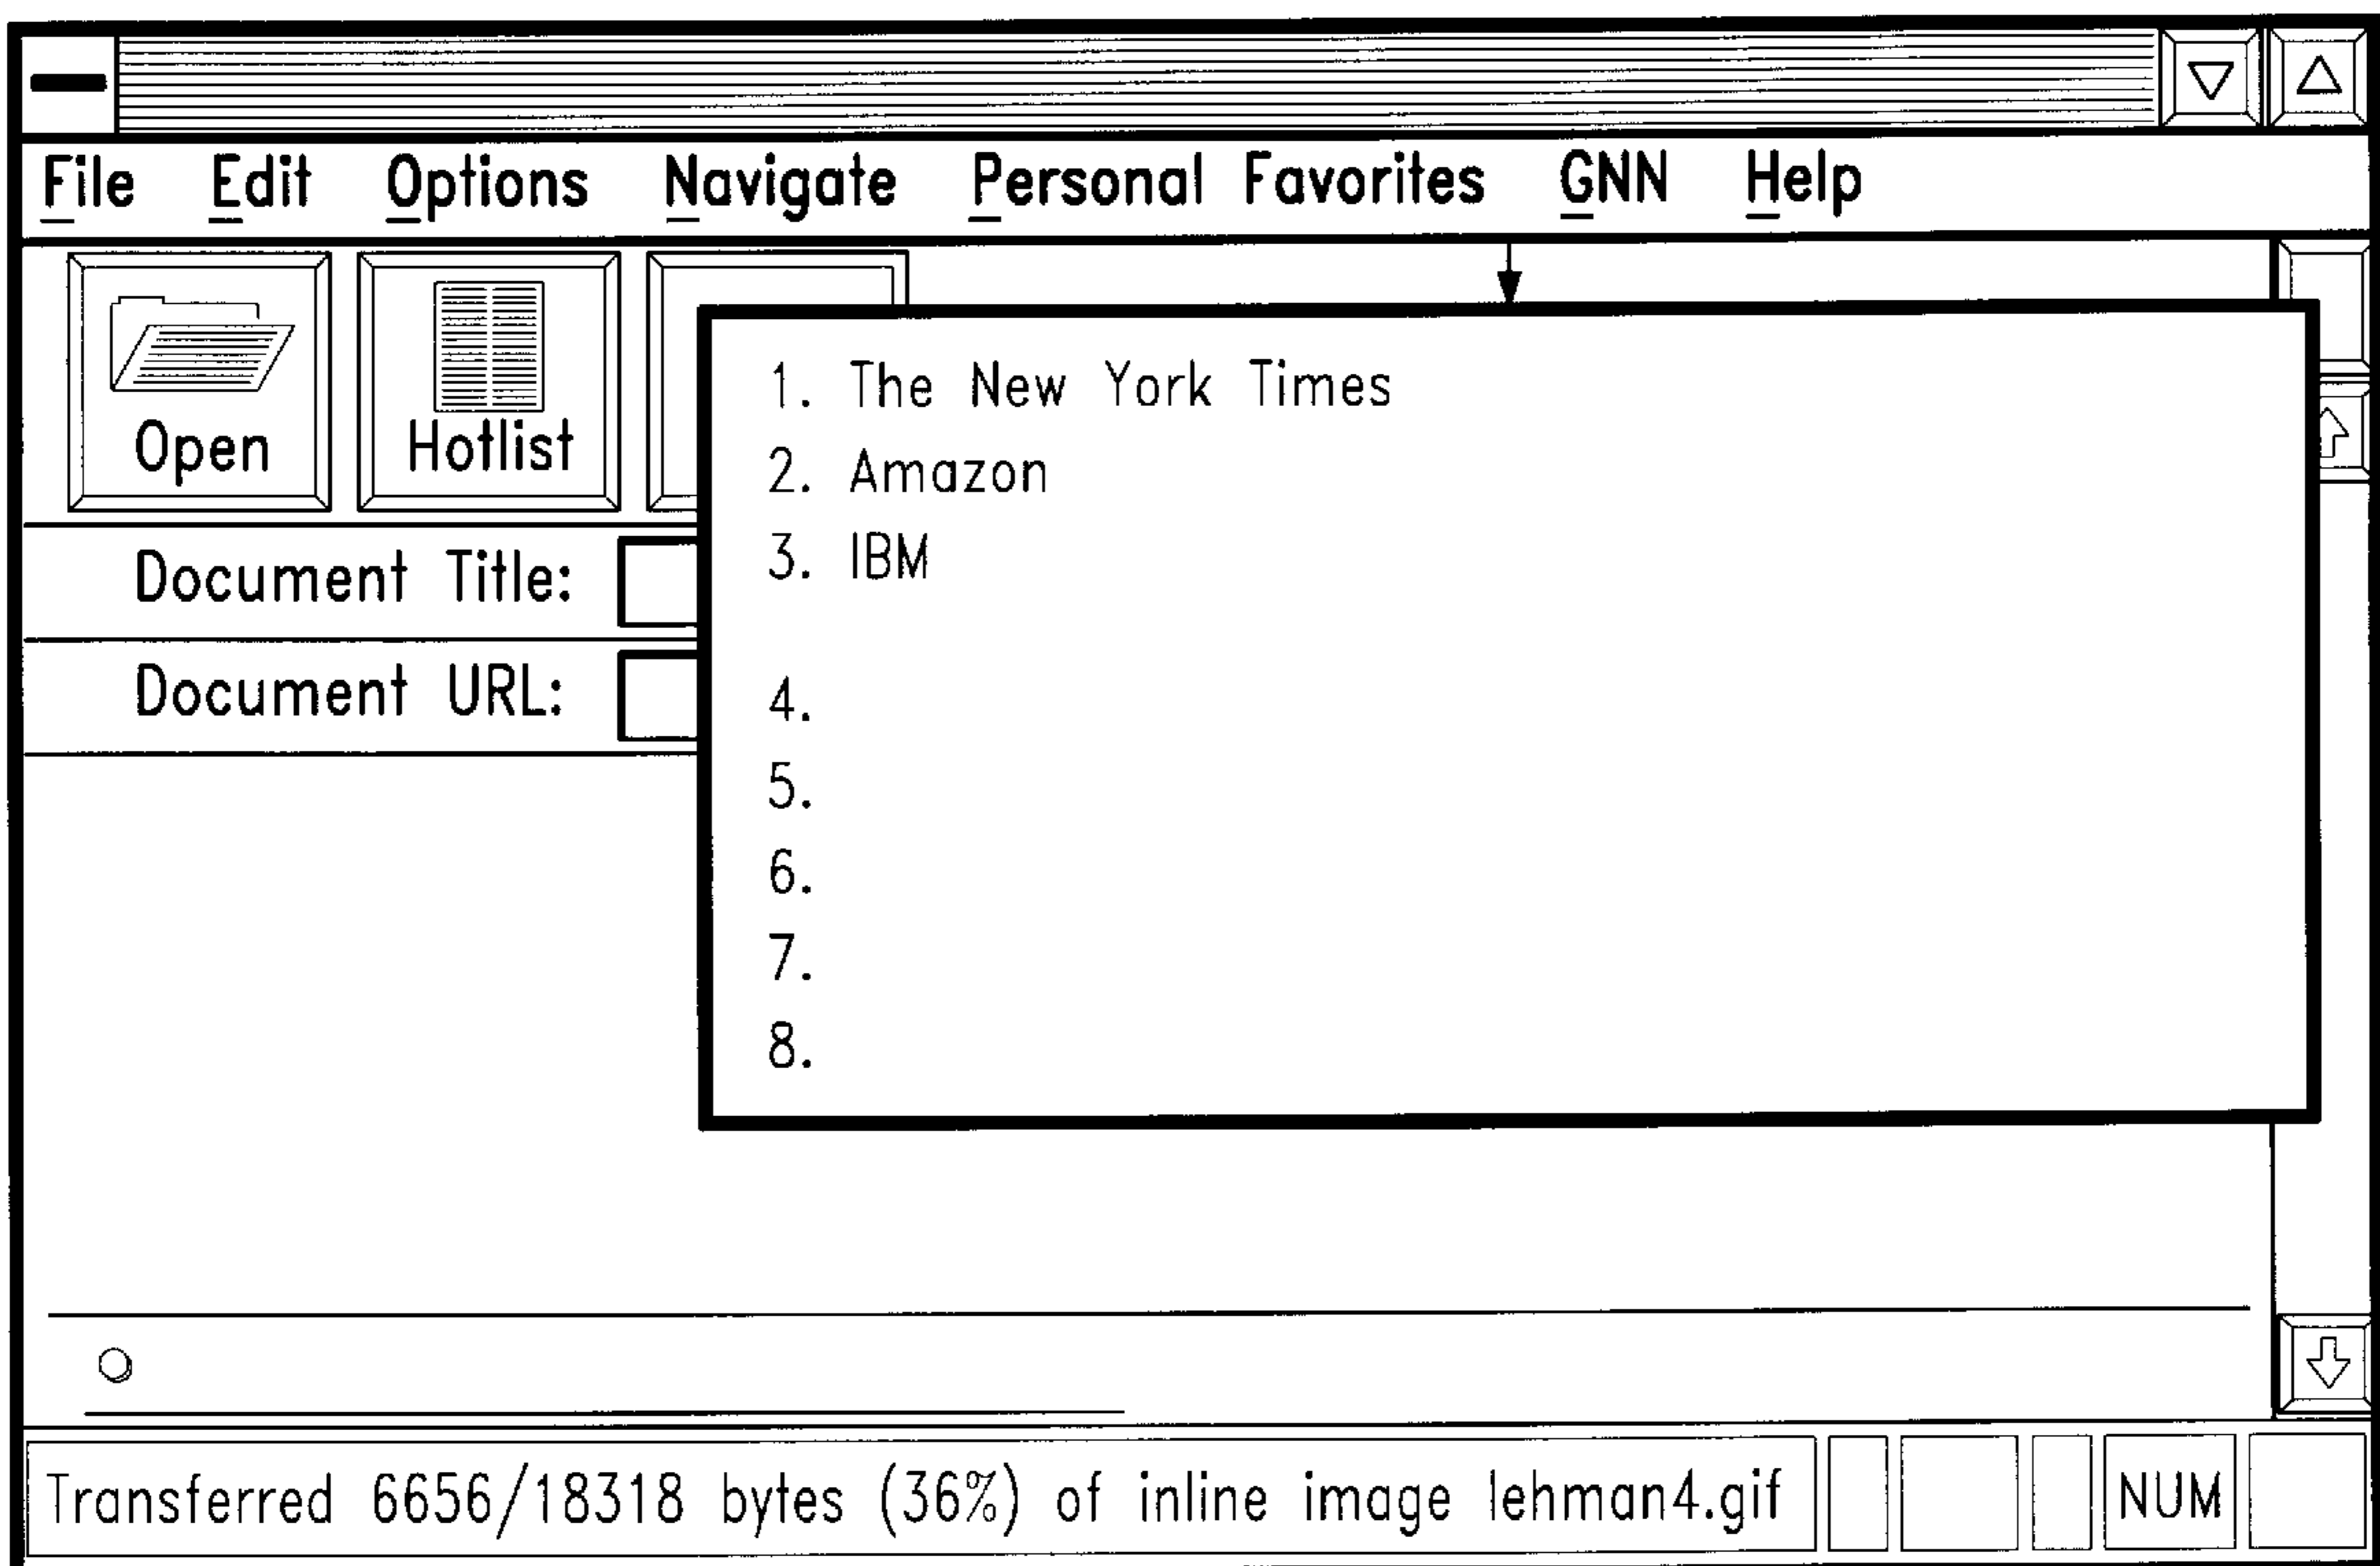 File Edit Options Navigate Personal Favorites GNN Help
Open Hotlist
1. The New York Times
2. Amazon
3. IBM
Document Title:
Document URL:
4.
5.
6.
7.
8.
Transferred 6656/18318 bytes (36%) of inline image lehman4.gif NUM